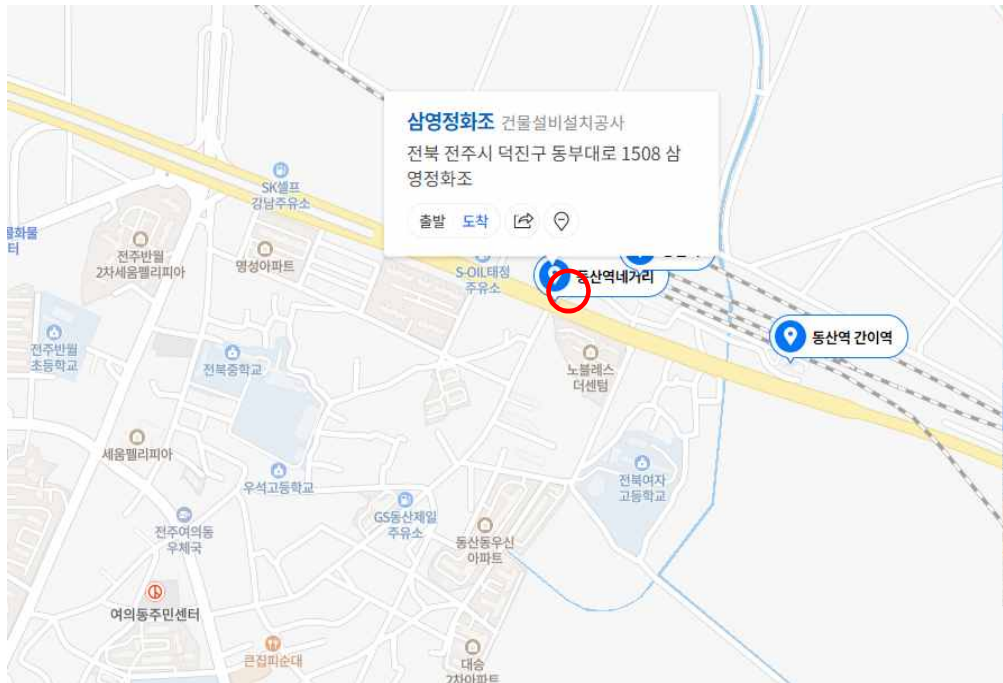 삼영정화조 건물설비설치공사
전북 전주시 덕진구 동부대로 1508 삼
영정화조
출발 도착
SK셀프
강남주유소
전주반월
2차세움펠리피아
명성아파트
S-OIL태정
주유소
동산역네거리
동산역 간이역
전주반월
초등학교
전북중학교
노블레스
더센텀
세움펠리피아
우석고등학교
전북여자
고등학교
GS동산제일
주유소
전주여의동
우체국
동산동우신
아파트
여의동주민센터
큰집피순대
대승
2차아파트